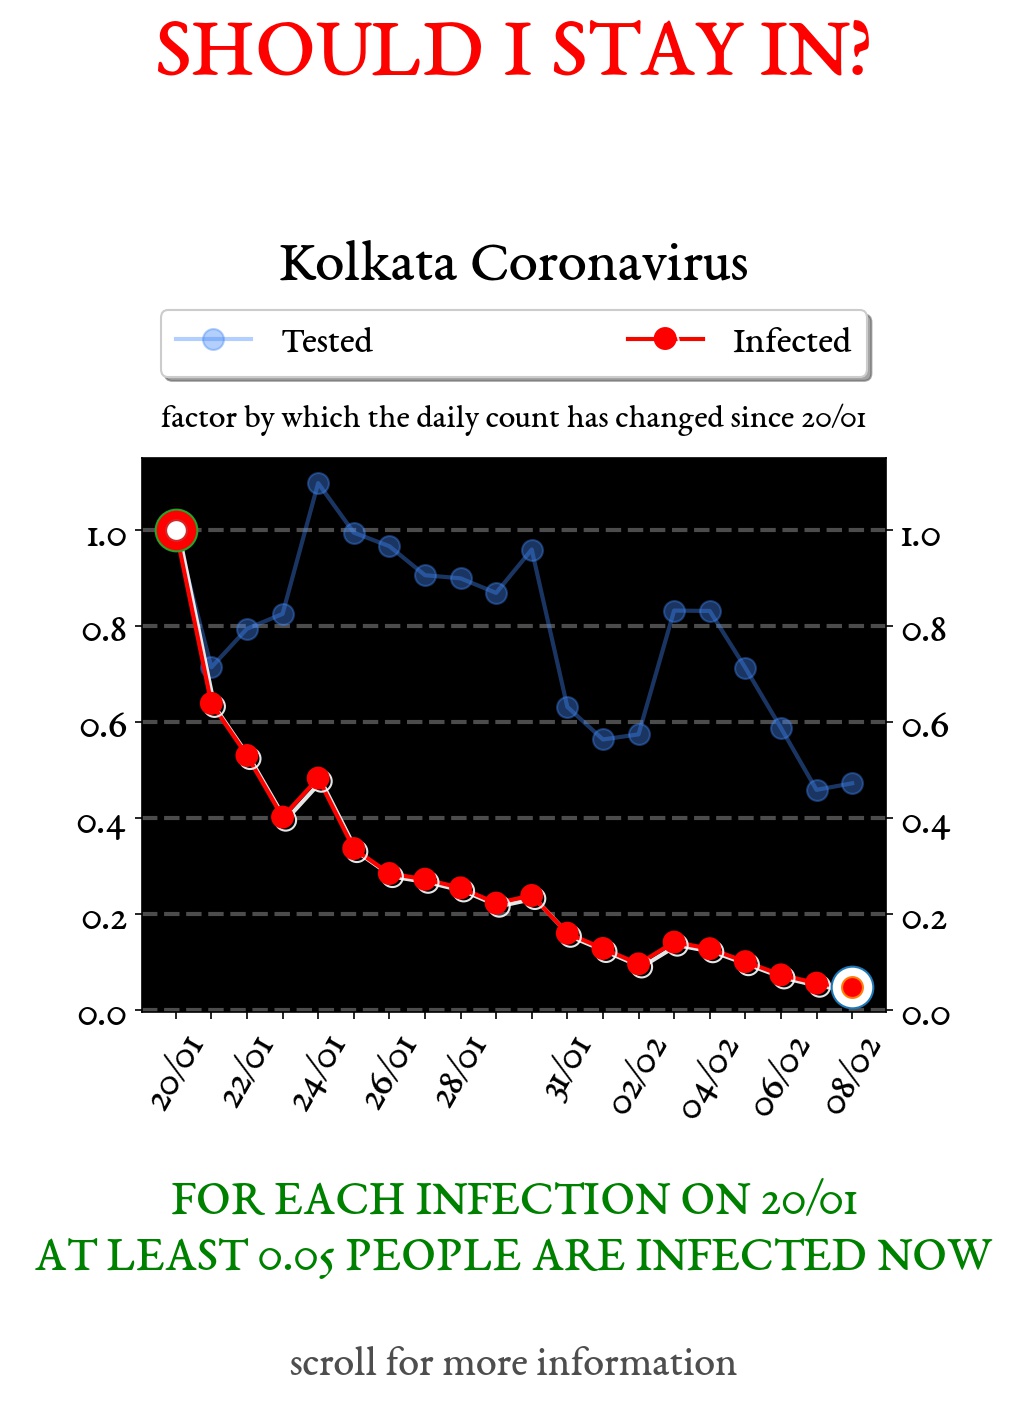 SHOULD I STAY IN?
Kolkata Coronavirus
Tested Infected
factor by which the daily count has changed since 20/01
1.0 1.0
0.8 0.8
0.6 0.6
0.4 0.4
0.2 0.2
0.0 0.0
20/01 22/01 24/01 26/01 28/01 31/01 02/02 04/02 06/02 08/02
FOR EACH INFECTION ON 20/01
AT LEAST 0.05 PEOPLE ARE INFECTED NOW
scroll for more information